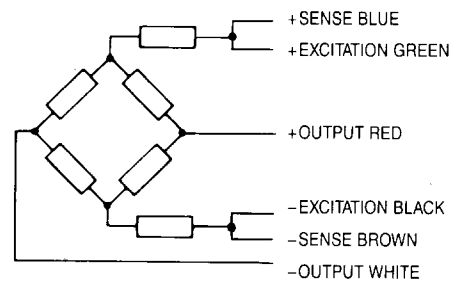 +SENSE BLUE
+EXCITATION GREEN
+OUTPUT RED
−EXCITATION BLACK
−SENSE BROWN
−OUTPUT WHITE